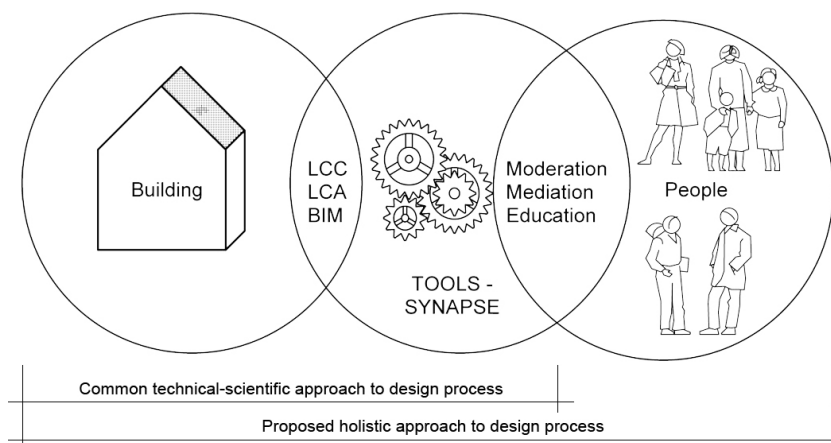 Building
LCC
LCA
BIM
TOOLS -
SYNAPSE
Moderation
Mediation
Education
People
Common technical-scientific approach to design process
Proposed holistic approach to design process